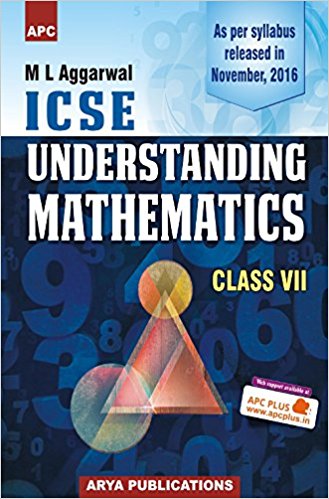 APC
As per syllabus
released in
November, 2016
M L Aggarwal
ICSE
UNDERSTANDING
MATHEMATICS
CLASS VII
Web support available at
APC PLUS
www.apcplus.in
ARYA PUBLICATIONS